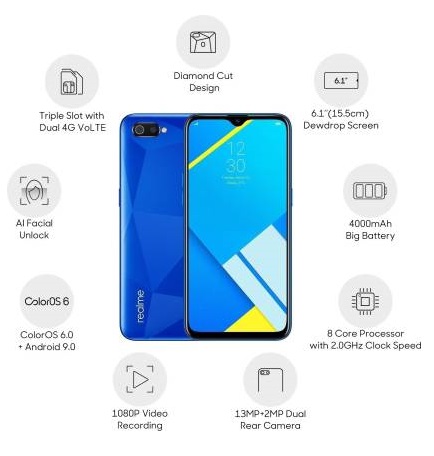 Diamond Cut
Design
6.1"
6.1"(15.5cm)
Dewdrop Screen
Triple Slot with
Dual 4G VoLTE
12
30
4000mAh
Big Battery
AI Facial
Unlock
ColorOS 6
ColorOS 6.0
+ Android 9.0
realme
8 Core Processor
with 2.0GHz Clock Speed
1080P Video
Recording
13MP+2MP Dual
Rear Camera